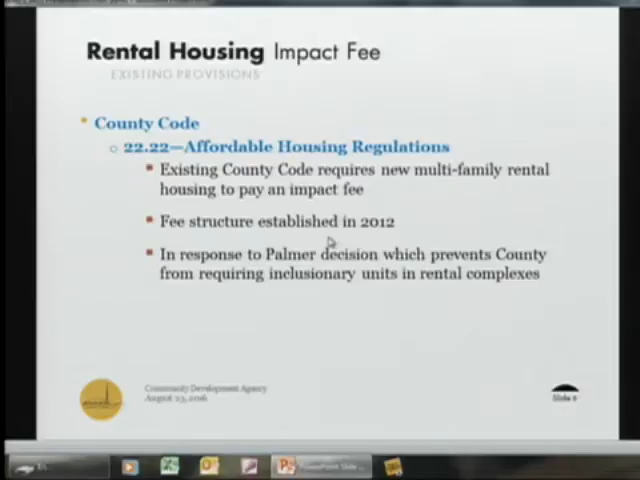 Rental Housing Impact Fee
EXISTING PROVISIONS
• County Code
o 22.22—Affordable Housing Regulations
▪ Existing County Code requires new multi-family rental
housing to pay an impact fee
▪ Fee structure established in 2012
▪ In response to Palmer decision which prevents County
from requiring inclusionary units in rental complexes
Community Development Agency
August 23, 2016
Slide 6
PowerPoint Slide ...